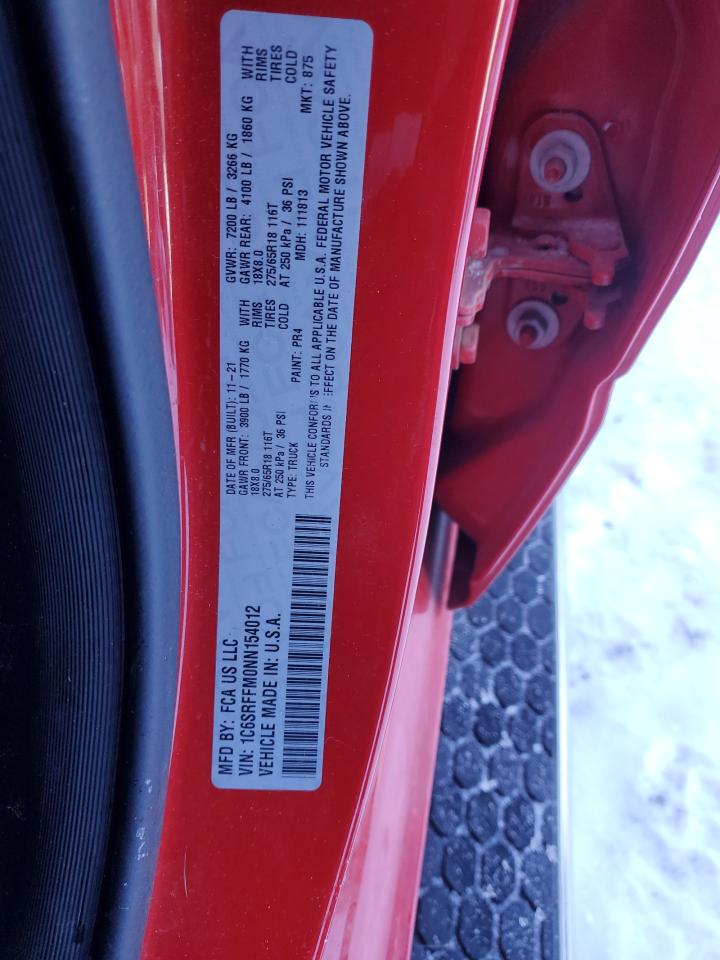 MFD BY: FCA US LLC
VIN: 1C6SRFFM0NN154012
VEHICLE MADE IN: U.S.A.
DATE OF MFR (BUILT): 11-21
GAWR FRONT: 3900 LB / 1770 KG WITH
18X8.0 RIMS
275/65R18 116T TIRES
AT 250 kPa / 36 PSI COLD
TYPE: TRUCK PAINT: PR4
GVWR: 7200 LB / 3266 KG
GAWR REAR: 4100 LB / 1860 KG WITH
18X8.0 RIMS
275/65R18 116T TIRES
AT 250 kPa / 36 PSI COLD
MDH: 111813 MKT: 875
THIS VEHICLE CONFORMS TO ALL APPLICABLE U.S.A. FEDERAL MOTOR VEHICLE SAFETY
STANDARDS IN EFFECT ON THE DATE OF MANUFACTURE SHOWN ABOVE.